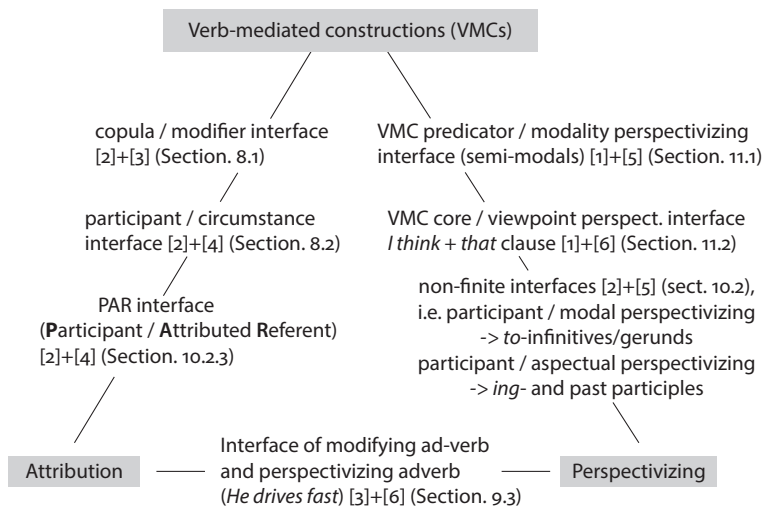 Verb-mediated constructions (VMCs)
copula / modifier interface
[2]+[3] (Section. 8.1)
VMC predicator / modality perspectivizing
interface (semi-modals) [1]+[5] (Section. 11.1)
participant / circumstance
interface [2]+[4] (Section. 8.2)
VMC core / viewpoint perspect. interface
I think + that clause [1]+[6] (Section. 11.2)
PAR interface
(Participant / Attributed Referent)
[2]+[4] (Section. 10.2.3)
non-finite interfaces [2]+[5] (sect. 10.2),
i.e. participant / modal perspectivizing
-> to-infinitives/gerunds
participant / aspectual perspectivizing
-> ing- and past participles
Attribution
Interface of modifying ad-verb
and perspectivizing adverb
(He drives fast) [3]+[6] (Section. 9.3)
Perspectivizing